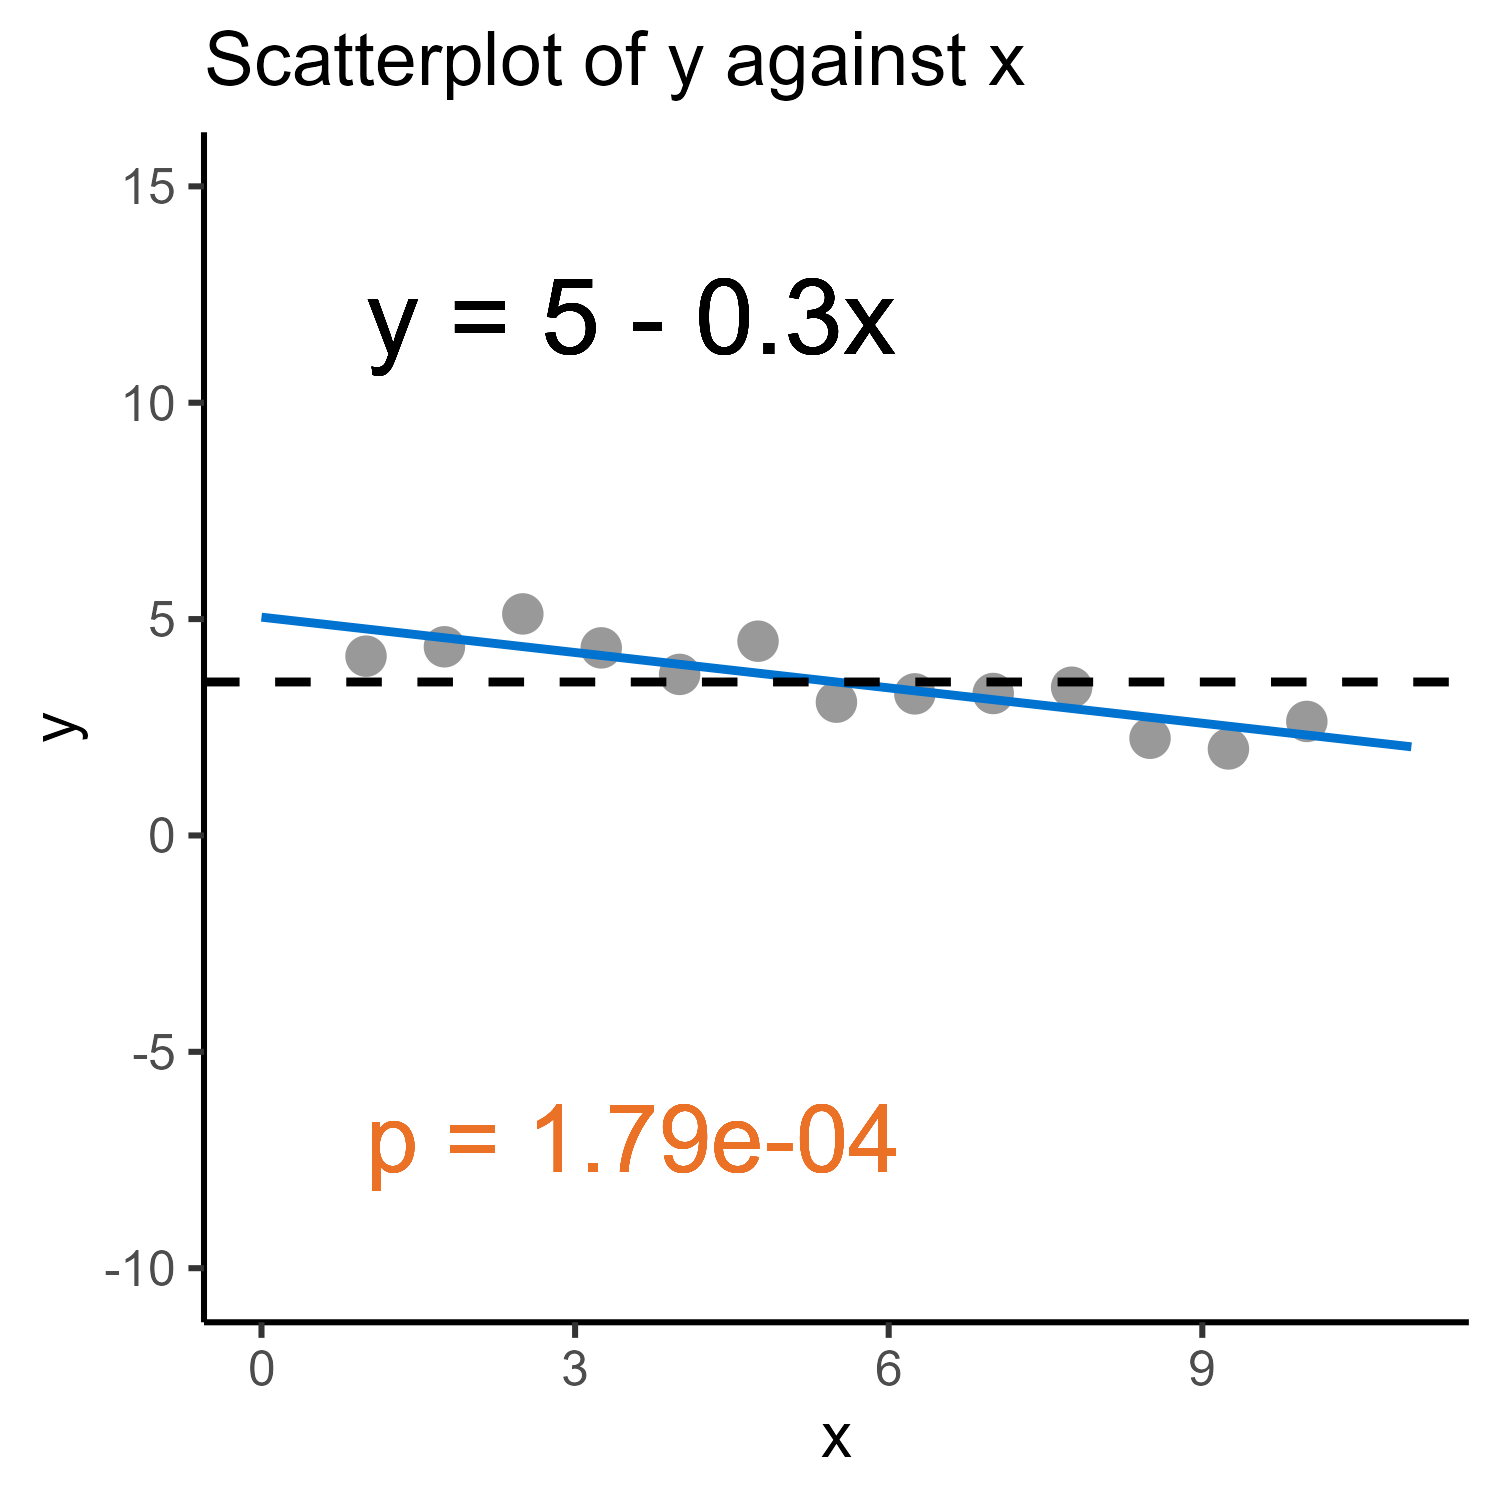 Scatterplot of y against x
15
y = 5 - 0.3x
10
5
y
0
-5
p = 1.79e-04
-10
0 3 6 9
x